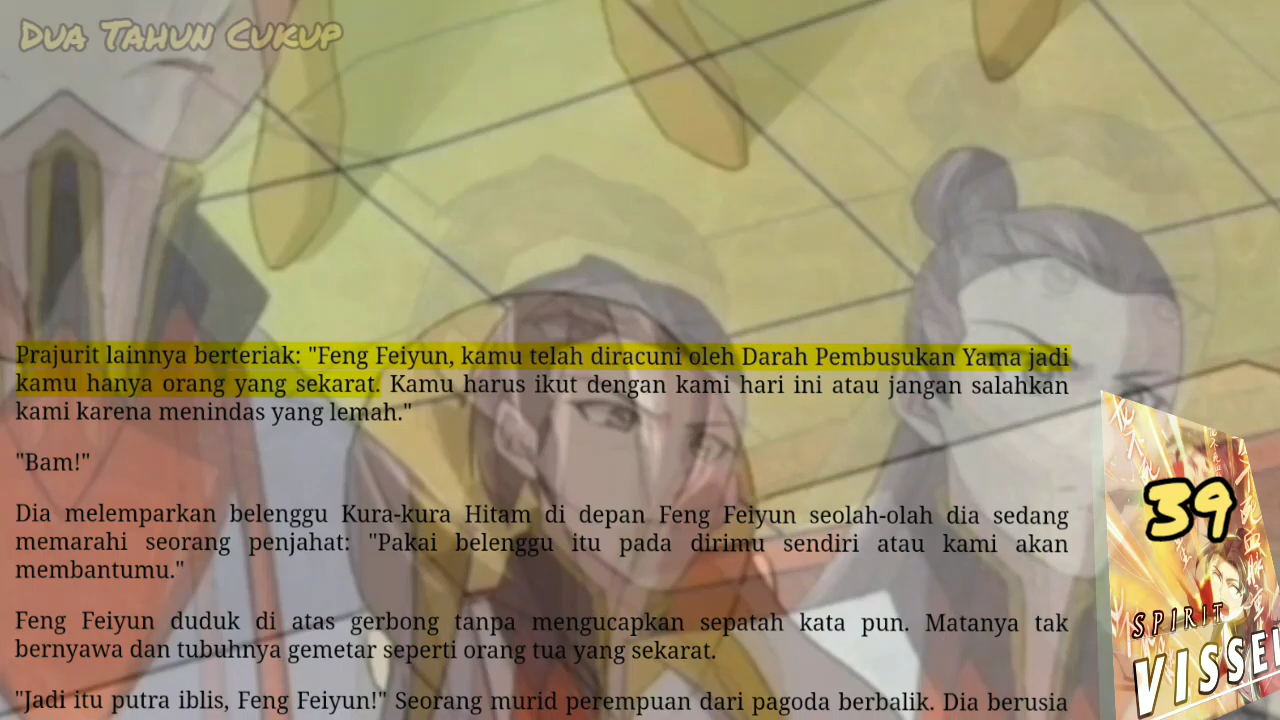 Dua Tahun Cukup
Prajurit lainnya berteriak: "Feng Feiyun, kamu telah diracuni oleh Darah Pembusukan Yama jadi
kamu hanya orang yang sekarat. Kamu harus ikut dengan kami hari ini atau jangan salahkan
kami karena menindas yang lemah."
"Bam!"
Dia melemparkan belenggu Kura-kura Hitam di depan Feng Feiyun seolah-olah dia sedang
memarahi seorang penjahat: "Pakai belenggu itu pada dirimu sendiri atau kami akan
membantumu."
Feng Feiyun duduk di atas gerbong tanpa mengucapkan sepatah kata pun. Matanya tak
bernyawa dan tubuhnya gemetar seperti orang tua yang sekarat.
"Jadi itu putra iblis, Feng Feiyun!" Seorang murid perempuan dari pagoda berbalik. Dia berusia
39
SPIRIT
VISSE